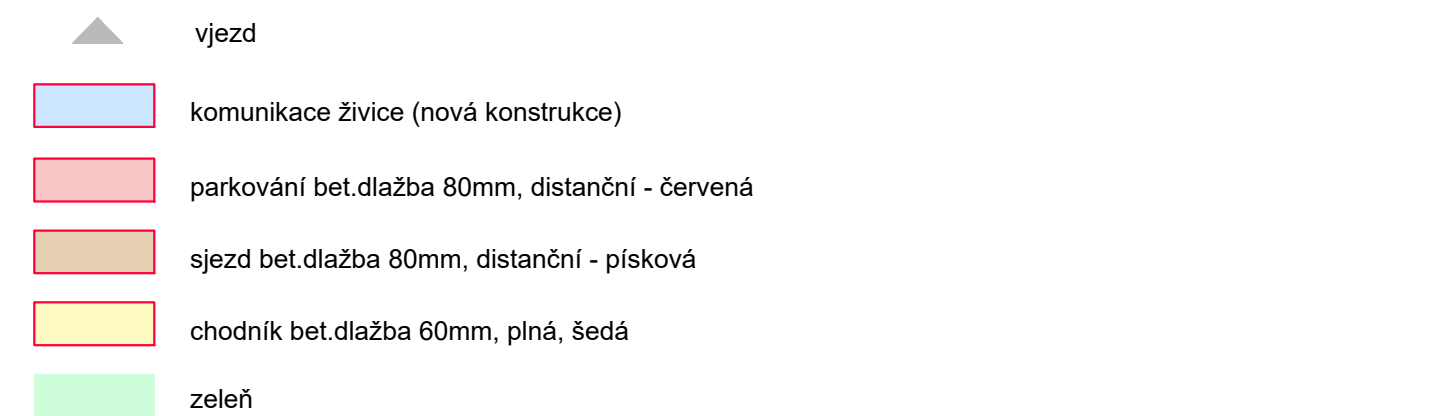 vjezd
komunikace živice (nová konstrukce)
parkování bet.dlažba 80mm, distanční - červená
sjezd bet.dlažba 80mm, distanční - písková
chodník bet.dlažba 60mm, plná, šedá
zeleň